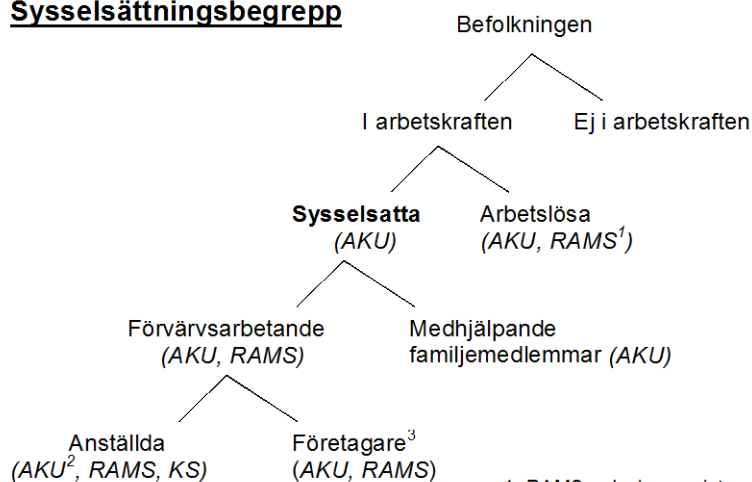 Sysselsättningsbegrepp
Befolkningen
I arbetskraften
Ej i arbetskraften
Sysselsatta
(AKU)
Arbetslösa
(AKU, RAMS¹)
Förvärvsarbetande
(AKU, RAMS)
Medhjälpande
familjemedlemmar (AKU)
Anställda
(AKU², RAMS, KS)
Företagare³
(AKU, RAMS)